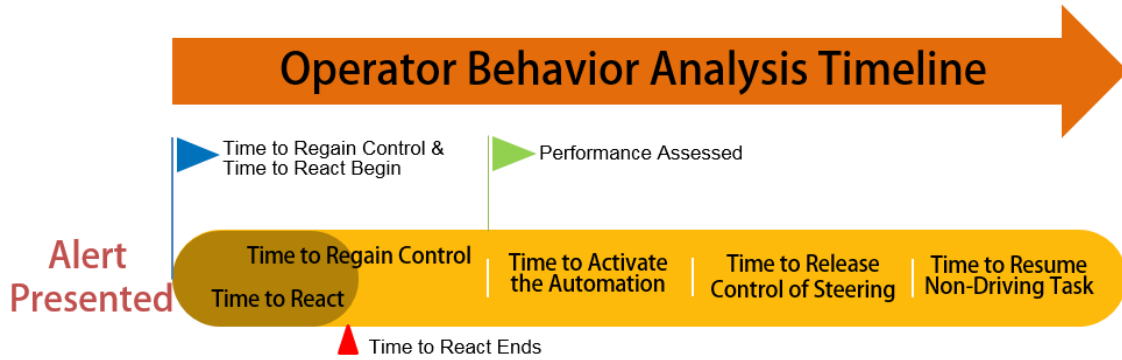 Operator Behavior Analysis Timeline
Time to Regain Control &
Time to React Begin
Performance Assessed
Alert
Presented
Time to Regain Control
Time to React
Time to Activate
the Automation
Time to Release
Control of Steering
Time to Resume
Non-Driving Task
Time to React Ends